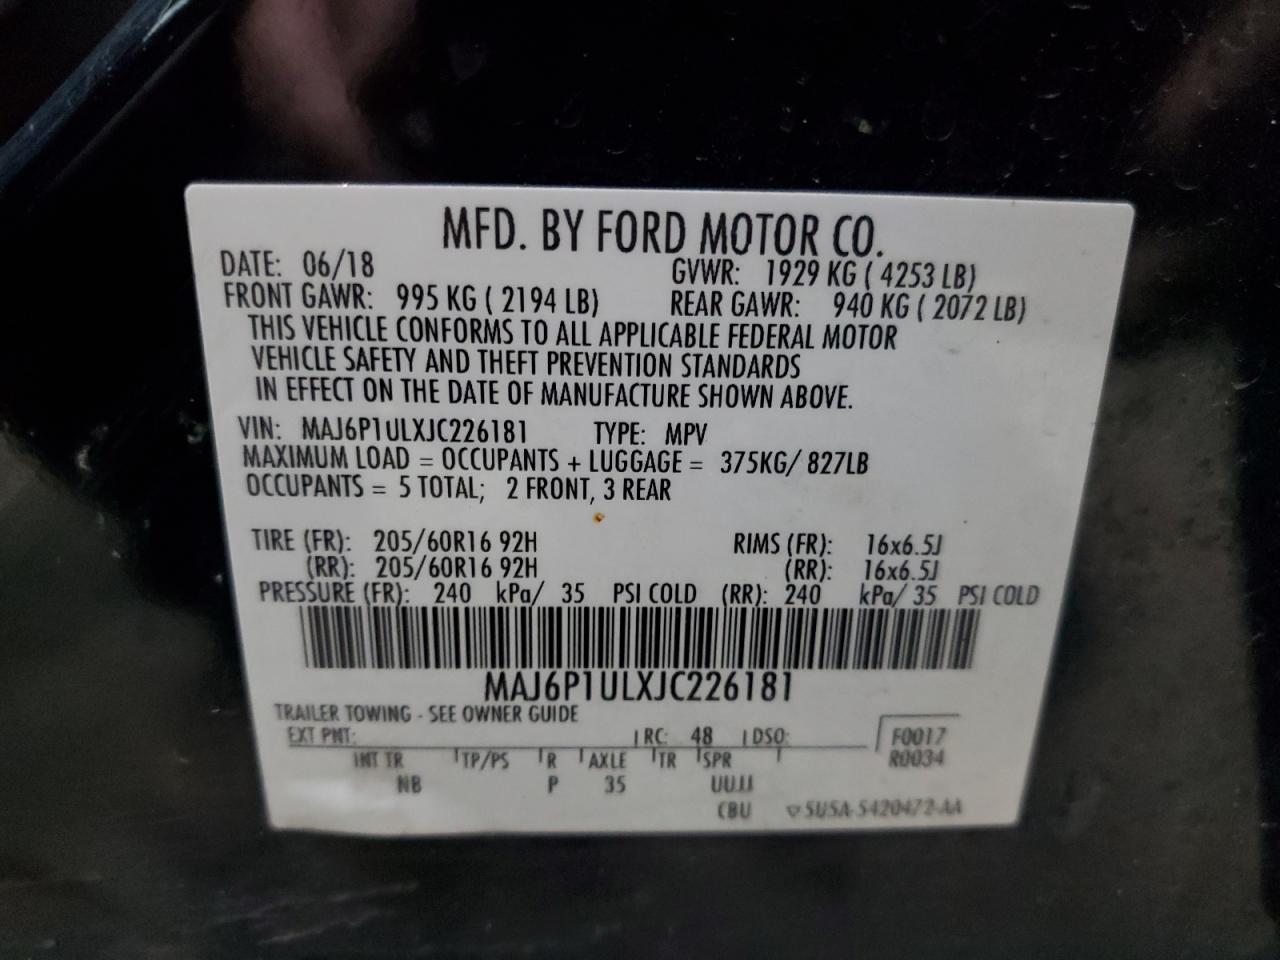 MFD. BY FORD MOTOR CO.
DATE: 06/18 GVWR: 1929 KG ( 4253 LB)
FRONT GAWR: 995 KG ( 2194 LB) REAR GAWR: 940 KG ( 2072 LB)
THIS VEHICLE CONFORMS TO ALL APPLICABLE FEDERAL MOTOR
VEHICLE SAFETY AND THEFT PREVENTION STANDARDS
IN EFFECT ON THE DATE OF MANUFACTURE SHOWN ABOVE.
VIN: MAJ6P1ULXJC226181 TYPE: MPV
MAXIMUM LOAD = OCCUPANTS + LUGGAGE = 375KG/ 827LB
OCCUPANTS = 5 TOTAL; 2 FRONT, 3 REAR
TIRE (FR): 205/60R16 92H RIMS (FR): 16x6.5J
(RR): 205/60R16 92H (RR): 16x6.5J
PRESSURE (FR): 240 kPa/ 35 PSI COLD (RR): 240 kPa/ 35 PSI COLD
MAJ6P1ULXJC226181
TRAILER TOWING - SEE OWNER GUIDE
EXT PNT: RC: 48 DSO: F0017
INT TR TP/PS R AXLE TR SPR R0034
NB P 35 UUJJ
CBU 5U5A-5420472-AA